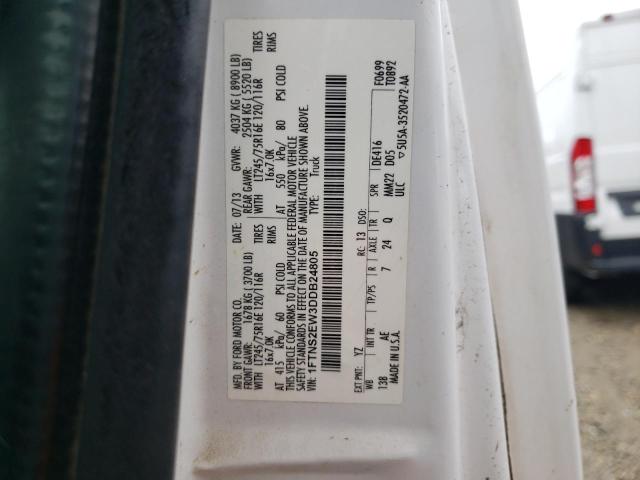 MFD. BY FORD MOTOR CO.
DATE: 07/13 GVWR: 4037 KG ( 8900 LB)
FRONT GAWR: 1678 KG ( 3700 LB) REAR GAWR: 2504 KG ( 5520 LB)
LT245/75R16E 120/116R WITH LT245/75R16E 120/116R TIRES
16x7.0K RIMS WITH 16x7.0K RIMS
AT 415 kPa/ 60 PSI COLD AT 550 kPa/ 80 PSI COLD
THIS VEHICLE CONFORMS TO ALL APPLICABLE FEDERAL MOTOR VEHICLE
SAFETY STANDARDS IN EFFECT ON THE DATE OF MANUFACTURE SHOWN ABOVE.
VIN: 1FTNS2EW3DDB24805 TYPE: Truck
F0699
T0892
EXT PNT: YZ RC: 13 DSO:
WB INT TR TP/PS R AXLE TR SPR DE416
138 AE 7 24 Q MM22 D05
MADE IN U.S.A. ULC
5U5A-3520472-AA